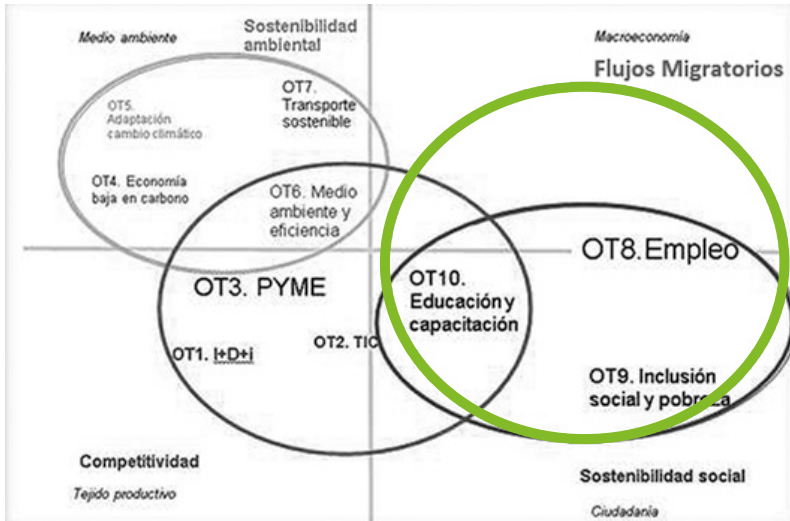 Medio ambiente
Sostenibilidad
ambiental
Macroeconomía
Flujos Migratorios
OT5.
Adaptación
cambio climático
OT7.
Transporte
sostenible
OT4. Economía
baja en carbono
OT6. Medio
ambiente y
eficiencia
OT8.Empleo
OT3. PYME
OT10.
Educación y
capacitación
OT1. I+D+i
OT2. TIC
OT9. Inclusión
social y pobreza
Competitividad
Tejido productivo
Sostenibilidad social
Ciudadanía